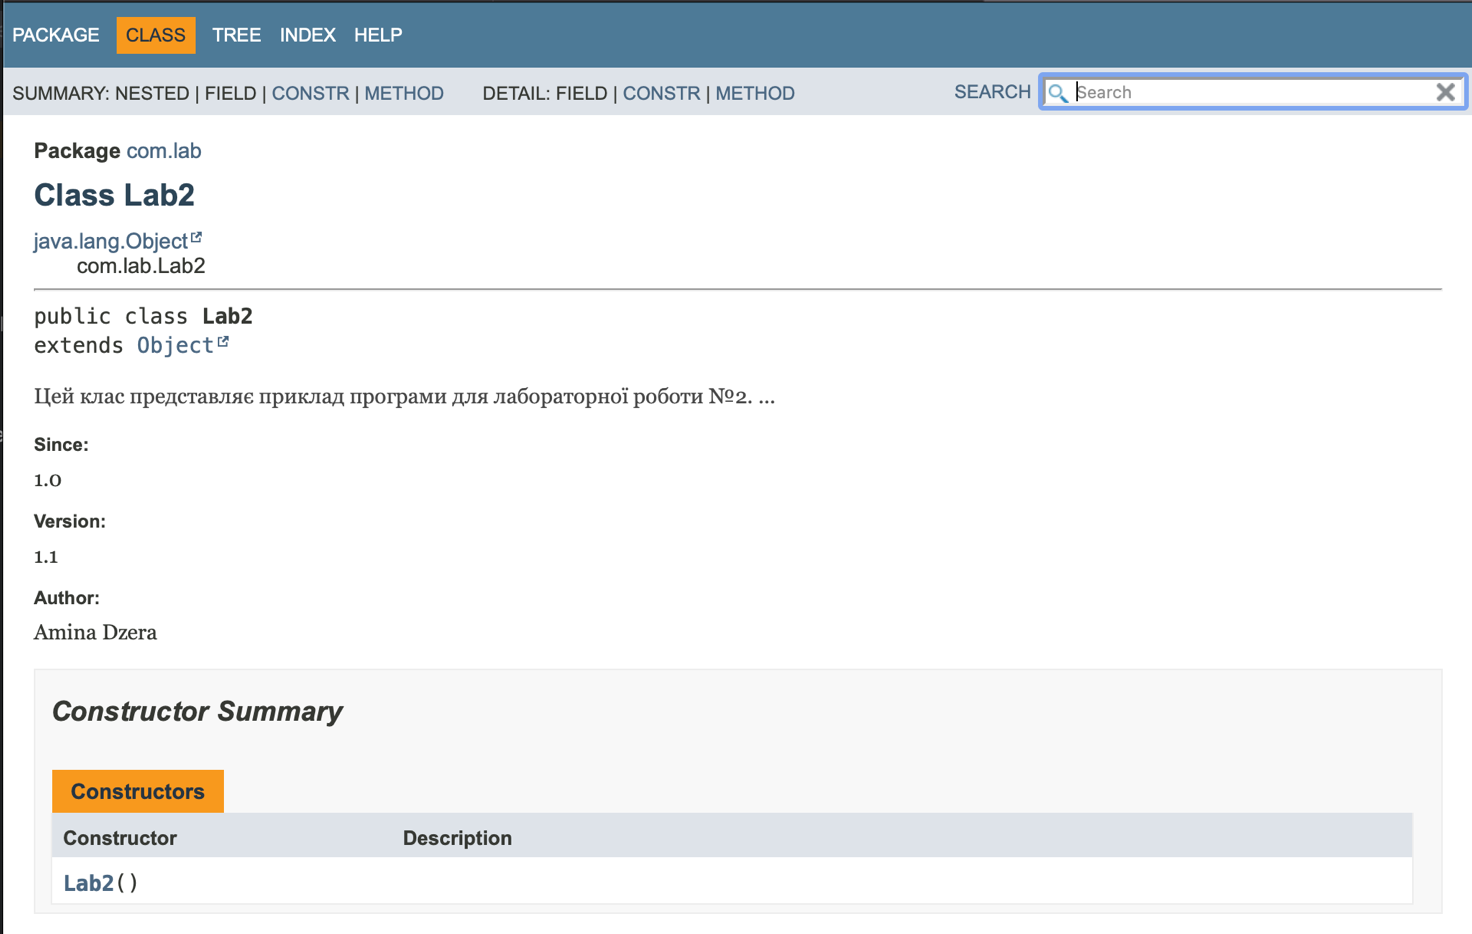 PACKAGE CLASS TREE INDEX HELP
SUMMARY: NESTED | FIELD | CONSTR | METHOD DETAIL: FIELD | CONSTR | METHOD SEARCH Search
Package com.lab
Class Lab2
java.lang.Object
com.lab.Lab2
public class Lab2
extends Object
Цей клас представляє приклад програми для лабораторної роботи №2. ...
Since:
1.0
Version:
1.1
Author:
Amina Dzera
Constructor Summary
Constructors
Constructor Description
Lab2()